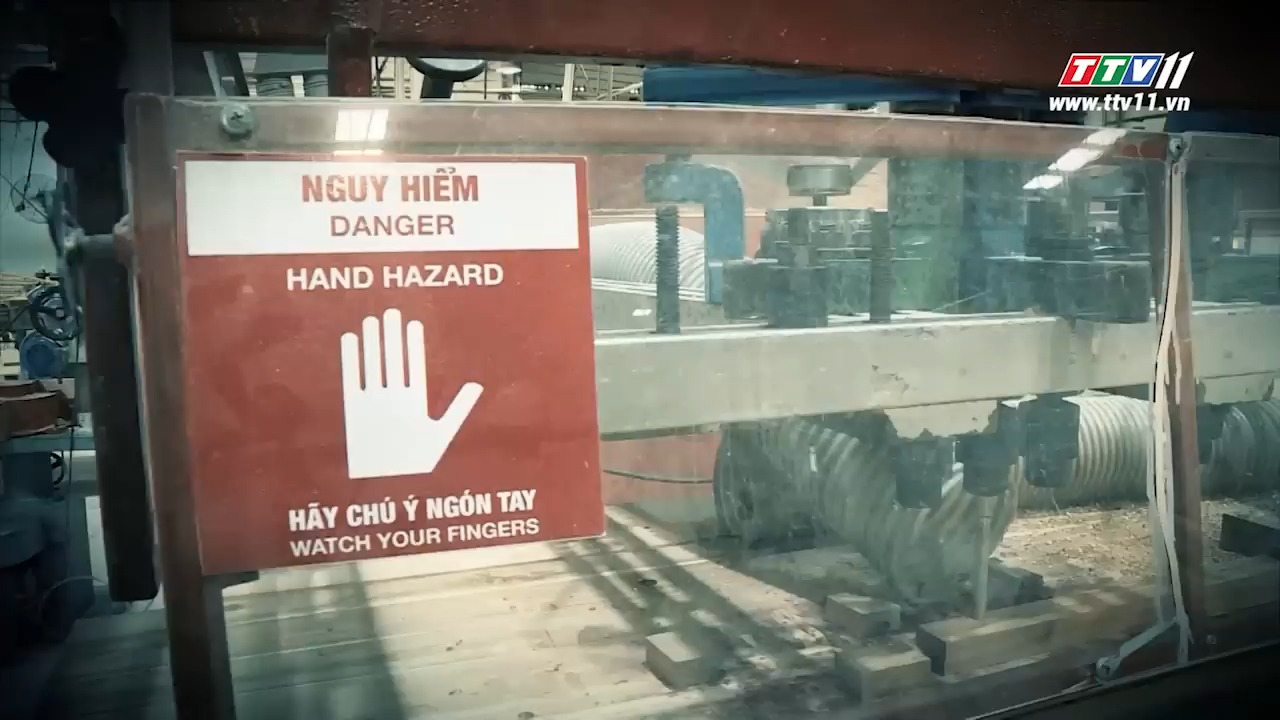 TTV11
www.ttv11.vn
NGUY HIỂM
DANGER
HAND HAZARD
HÃY CHÚ Ý NGÓN TAY
WATCH YOUR FINGERS